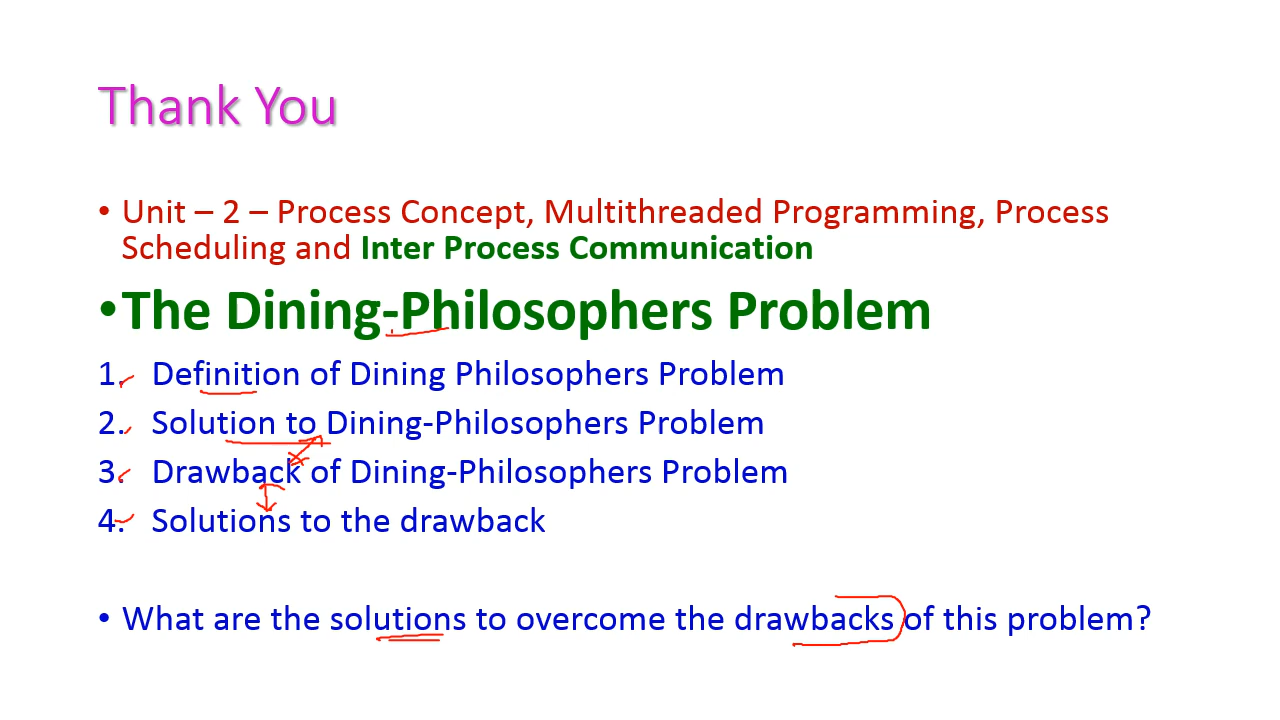 Thank You
• Unit – 2 – Process Concept, Multithreaded Programming, Process
Scheduling and Inter Process Communication
•The Dining-Philosophers Problem
1. Definition of Dining Philosophers Problem
2. Solution to Dining-Philosophers Problem
3. Drawback of Dining-Philosophers Problem
4. Solutions to the drawback
• What are the solutions to overcome the drawbacks of this problem?